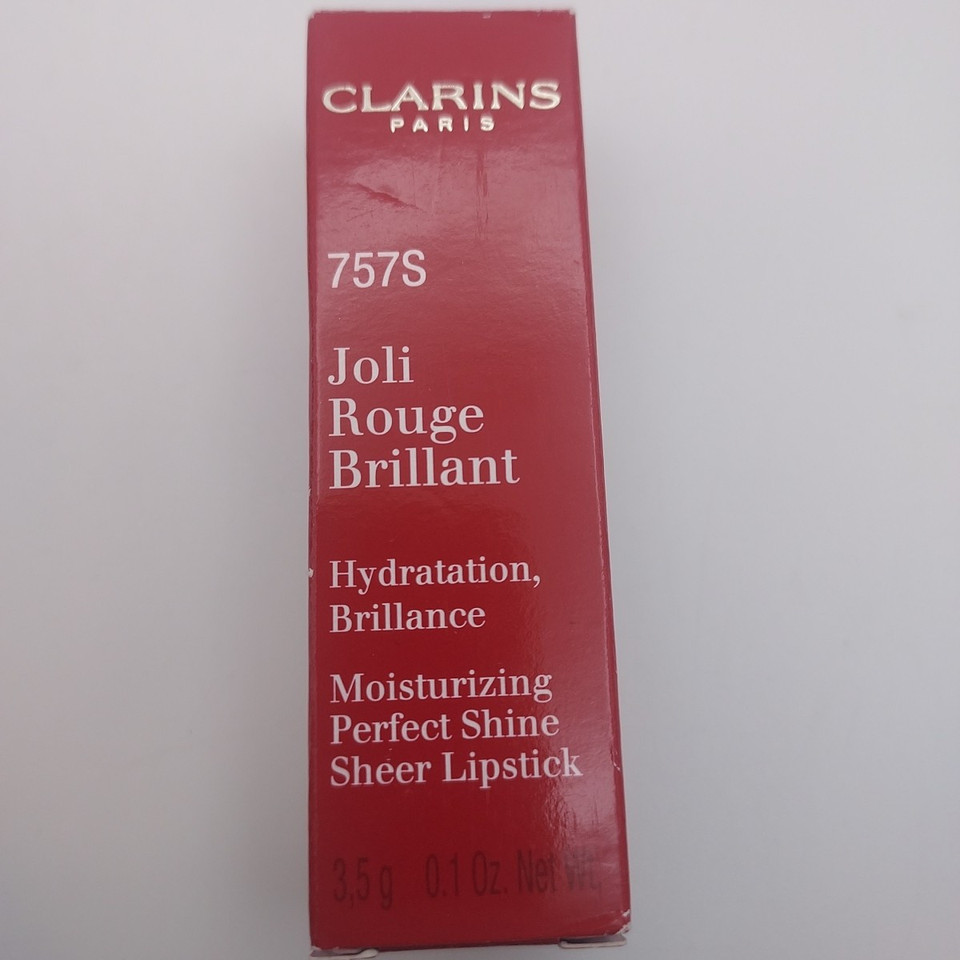 CLARINS
PARIS
757S
Joli
Rouge
Brillant
Hydratation,
Brillance
Moisturizing
Perfect Shine
Sheer Lipstick
3,5 g 0.1 Oz. Net Wt.